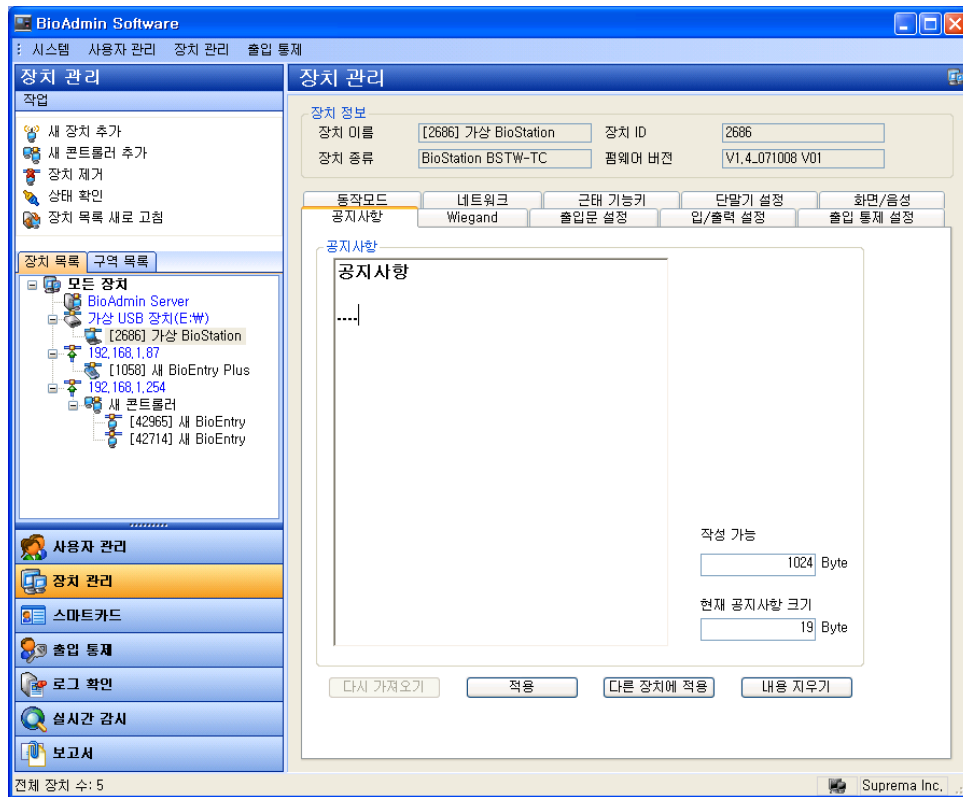 BioAdmin Software
시스템 사용자 관리 장치 관리 출입 통제
장치 관리
작업
새 장치 추가
새 콘트롤러 추가
장치 제거
상태 확인
장치 목록 새로 고침
장치 목록 구역 목록
모든 장치
BioAdmin Server
가상 USB 장치(E:₩)
[2686] 가상 BioStation
192.168.1.87
[1058] 새 BioEntry Plus
192.168.1.254
새 콘트롤러
[42965] 새 BioEntry
[42714] 새 BioEntry
사용자 관리
장치 관리
스마트카드
출입 통제
로그 확인
실시간 감시
보고서
장치 관리
장치 정보
장치 이름 [2686] 가상 BioStation 장치 ID 2686
장치 종류 BioStation BSTW-TC 펌웨어 버전 V1.4_071008 V01
동작모드 네트워크 근태 기능키 단말기 설정 화면/음성
공지사항 Wiegand 출입문 설정 입/출력 설정 출입 통제 설정
공지사항
공지사항
----
작성 가능
1024 Byte
현재 공지사항 크기
19 Byte
다시 가져오기 적용 다른 장치에 적용 내용 지우기
전체 장치 수: 5 Suprema Inc.